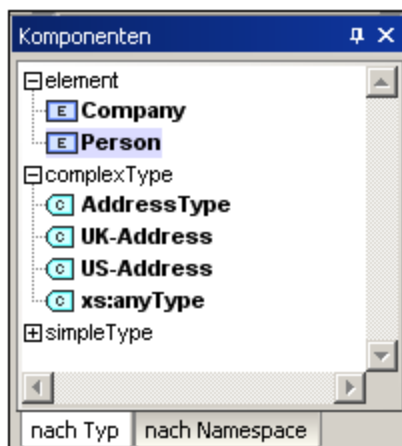 Komponenten
element
E Company
E Person
complexType
C AddressType
C UK-Address
C US-Address
C xs:anyType
simpleType
nach Typ nach Namespace